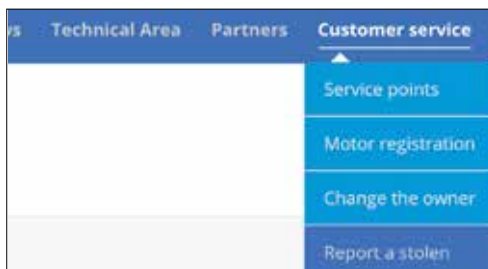 Technical Area Partners Customer service
Service points
Motor registration
Change the owner
Report a stolen